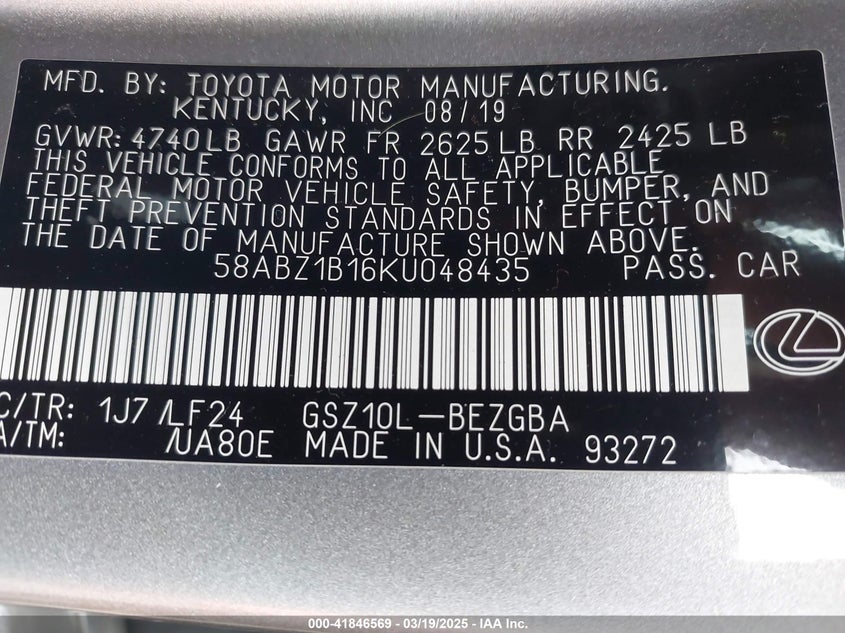 MFD. BY: TOYOTA MOTOR MANUFACTURING.
KENTUCKY, INC 08/19
GVWR: 4740LB GAWR FR 2625 LB RR 2425 LB
THIS VEHICLE CONFORMS TO ALL APPLICABLE
FEDERAL MOTOR VEHICLE SAFETY, BUMPER, AND
THEFT PREVENTION STANDARDS IN EFFECT ON
THE DATE OF MANUFACTURE SHOWN ABOVE.
58ABZ1B16KU048435 PASS. CAR
C/TR: 1J7 /LF24 GSZ10L-BEZGBA
A/TM: /UA80E MADE IN U.S.A. 93272
000-41846569 - 03/19/2025 - IAA Inc.